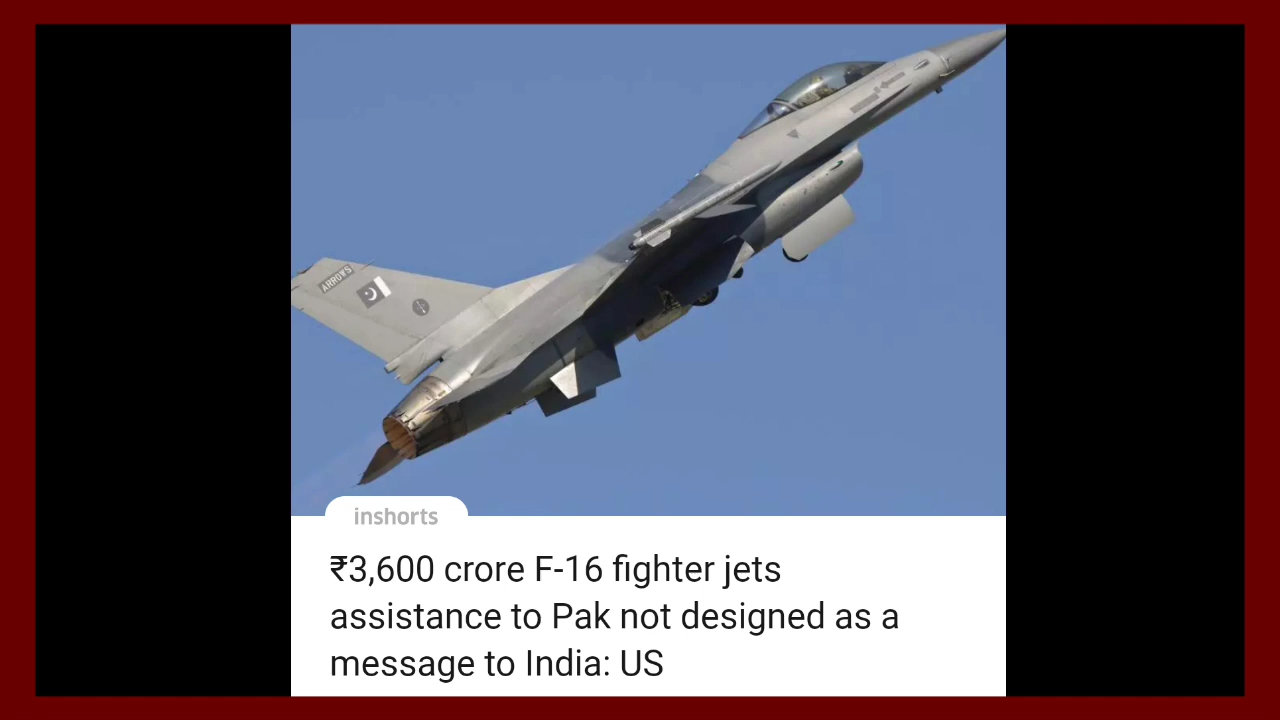 ARROWS
inshorts
₹3,600 crore F-16 fighter jets
assistance to Pak not designed as a
message to India: US